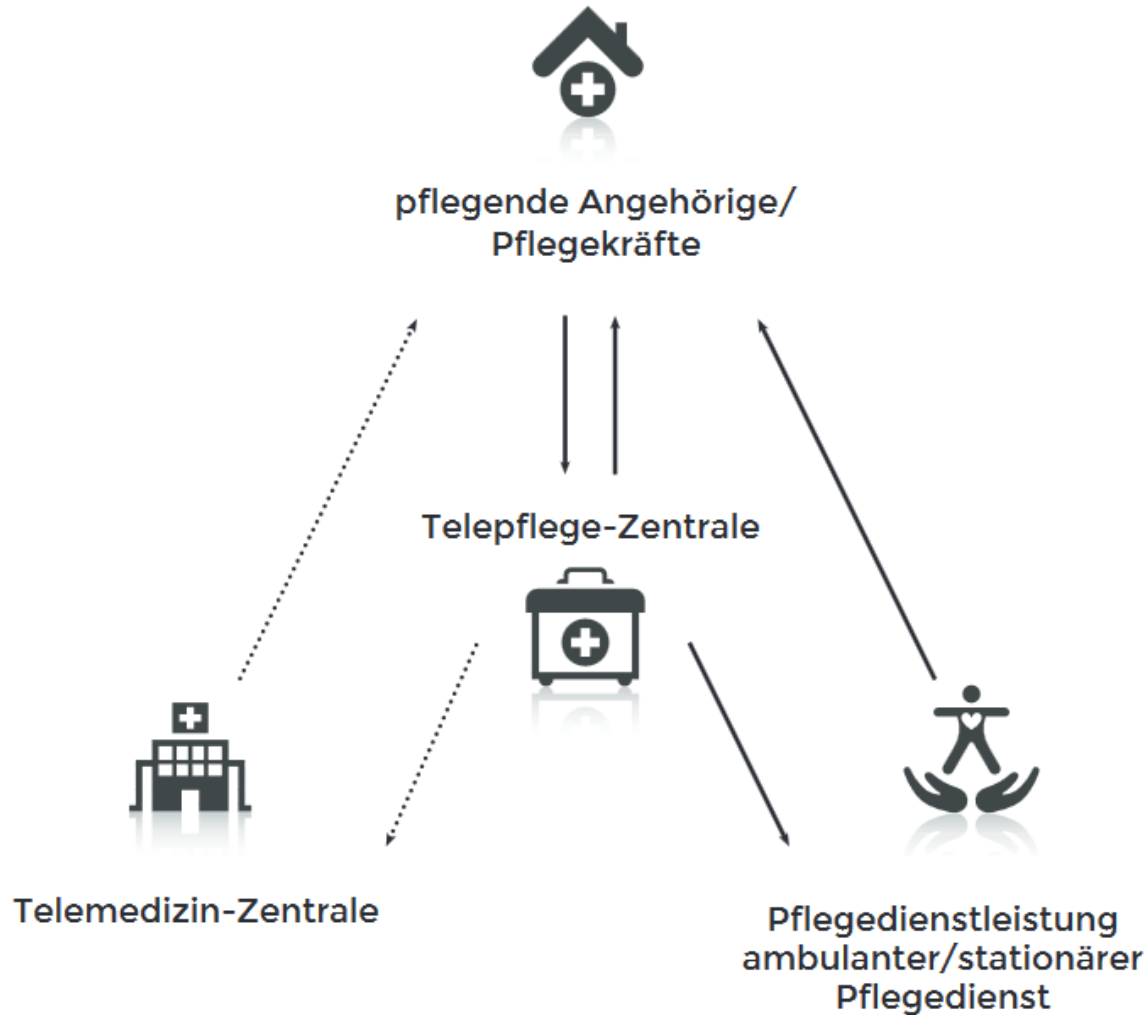 pflegende Angehörige/
Pflegekräfte
Telepflege-Zentrale
Telemedizin-Zentrale
Pflegedienstleistung
ambulanter/stationärer
Pflegedienst